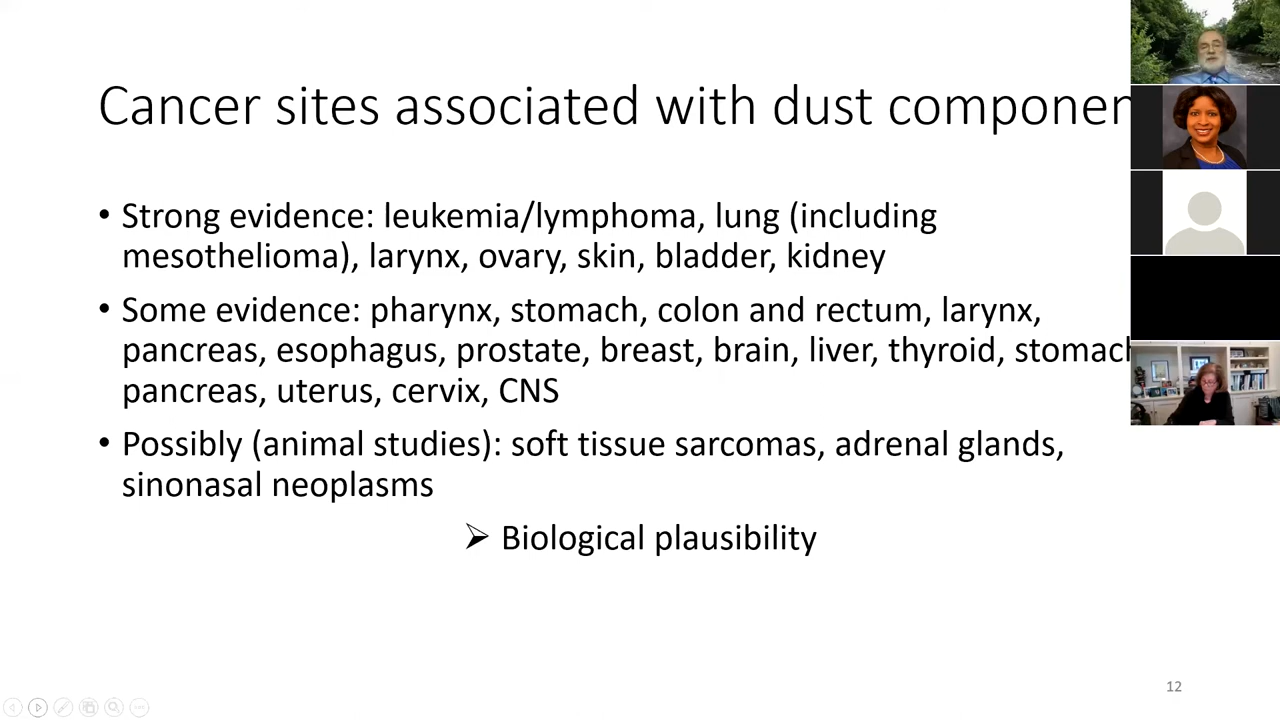 Cancer sites associated with dust componen
• Strong evidence: leukemia/lymphoma, lung (including
mesothelioma), larynx, ovary, skin, bladder, kidney
• Some evidence: pharynx, stomach, colon and rectum, larynx,
pancreas, esophagus, prostate, breast, brain, liver, thyroid, stomach
pancreas, uterus, cervix, CNS
• Possibly (animal studies): soft tissue sarcomas, adrenal glands,
sinonasal neoplasms
➢ Biological plausibility
12